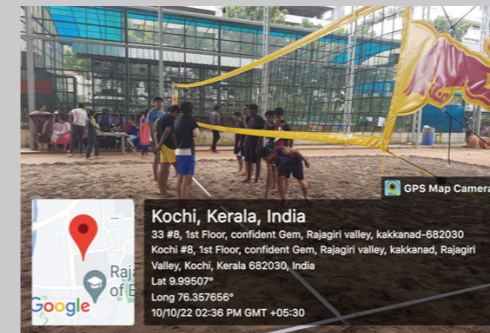 GPS Map Camera
Kochi, Kerala, India
33 #8, 1st Floor, confident Gem, Rajagiri valley, kakkanad-682030
Kochi #8, 1st Floor, confident Gem, Rajagiri valley, kakkanad, Rajagiri
Valley, Kochi, Kerala 682030, India
Lat 9.99507°
Long 76.357656°
10/10/22 02:36 PM GMT +05:30
Google